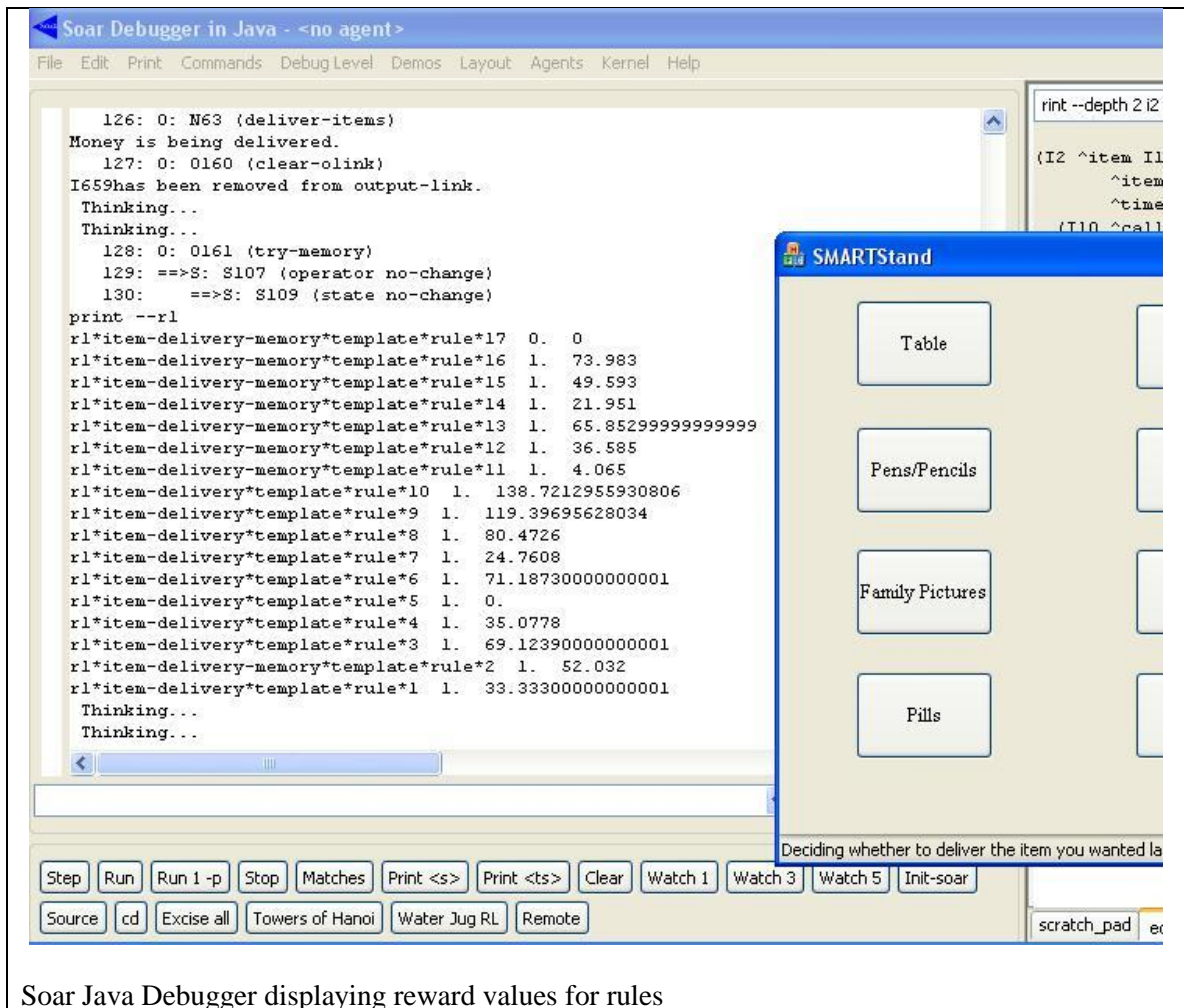 Soar Debugger in Java - <no agent>
File Edit Print Commands Debug Level Demos Layout Agents Kernel Help
126: O: N63 (deliver-items)
Money is being delivered.
127: O: O160 (clear-olink)
I659has been removed from output-link.
Thinking...
Thinking...
128: O: O161 (try-memory)
129: ==>S: S107 (operator no-change)
130: ==>S: S109 (state no-change)
print --rl
rl*item-delivery-memory*template*rule*17 0. 0
rl*item-delivery-memory*template*rule*16 1. 73.983
rl*item-delivery-memory*template*rule*15 1. 49.593
rl*item-delivery-memory*template*rule*14 1. 21.951
rl*item-delivery-memory*template*rule*13 1. 65.85299999999999
rl*item-delivery-memory*template*rule*12 1. 36.585
rl*item-delivery-memory*template*rule*11 1. 4.065
rl*item-delivery*template*rule*10 1. 138.7212955930806
rl*item-delivery*template*rule*9 1. 119.39695628034
rl*item-delivery*template*rule*8 1. 80.4726
rl*item-delivery*template*rule*7 1. 24.7608
rl*item-delivery*template*rule*6 1. 71.18730000000001
rl*item-delivery*template*rule*5 1. 0.
rl*item-delivery*template*rule*4 1. 35.0778
rl*item-delivery*template*rule*3 1. 69.12390000000001
rl*item-delivery-memory*template*rule*2 1. 52.032
rl*item-delivery*template*rule*1 1. 33.33300000000001
Thinking...
Thinking...
rint --depth 2 i2
(I2 ^item I1
^item
^time
(I10 ^call
SMARTStand
Table
Pens/Pencils
Family Pictures
Pills
Deciding whether to deliver the item you wanted la
Step Run Run 1 -p Stop Matches Print <s> Print <ts> Clear Watch 1 Watch 3 Watch 5 Init-soar
Source cd Excise all Towers of Hanoi Water Jug RL Remote
scratch_pad
Soar Java Debugger displaying reward values for rules